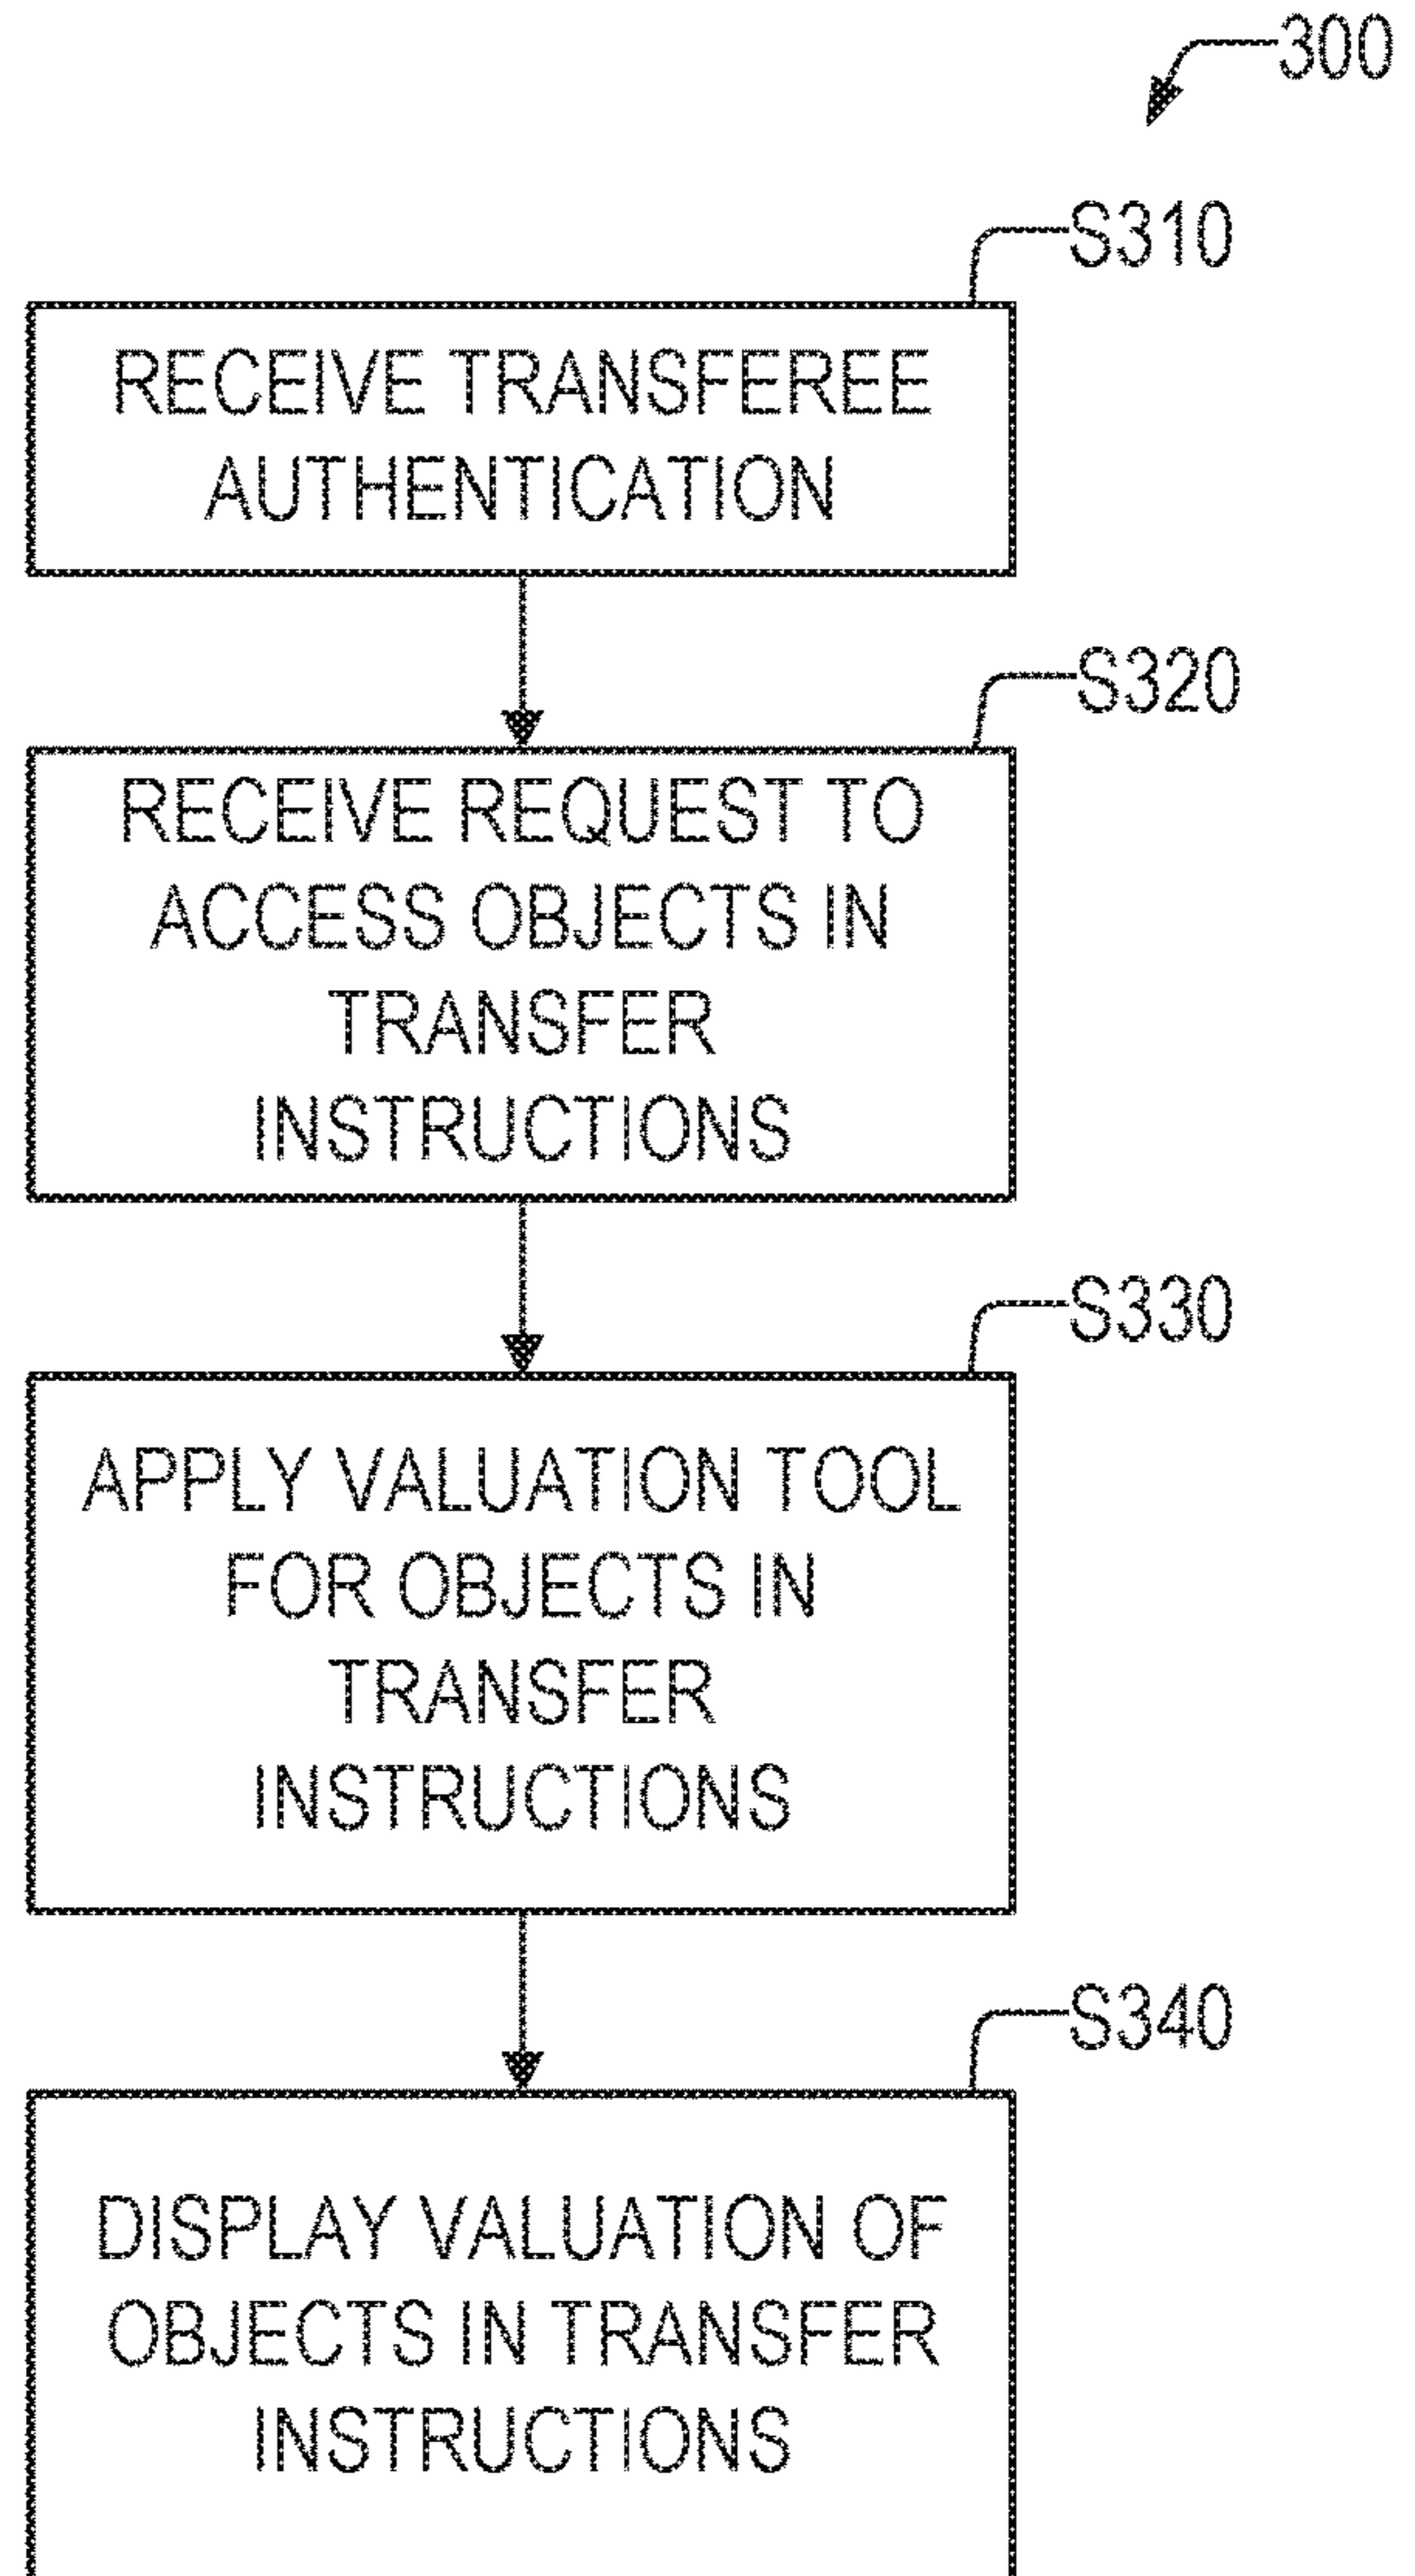 300
S310
RECEIVE TRANSFEREE
AUTHENTICATION
S320
RECEIVE REQUEST TO
ACCESS OBJECTS IN
TRANSFER
INSTRUCTIONS
S330
APPLY VALUATION TOOL
FOR OBJECTS IN
TRANSFER
INSTRUCTIONS
S340
DISPLAY VALUATION OF
OBJECTS IN TRANSFER
INSTRUCTIONS